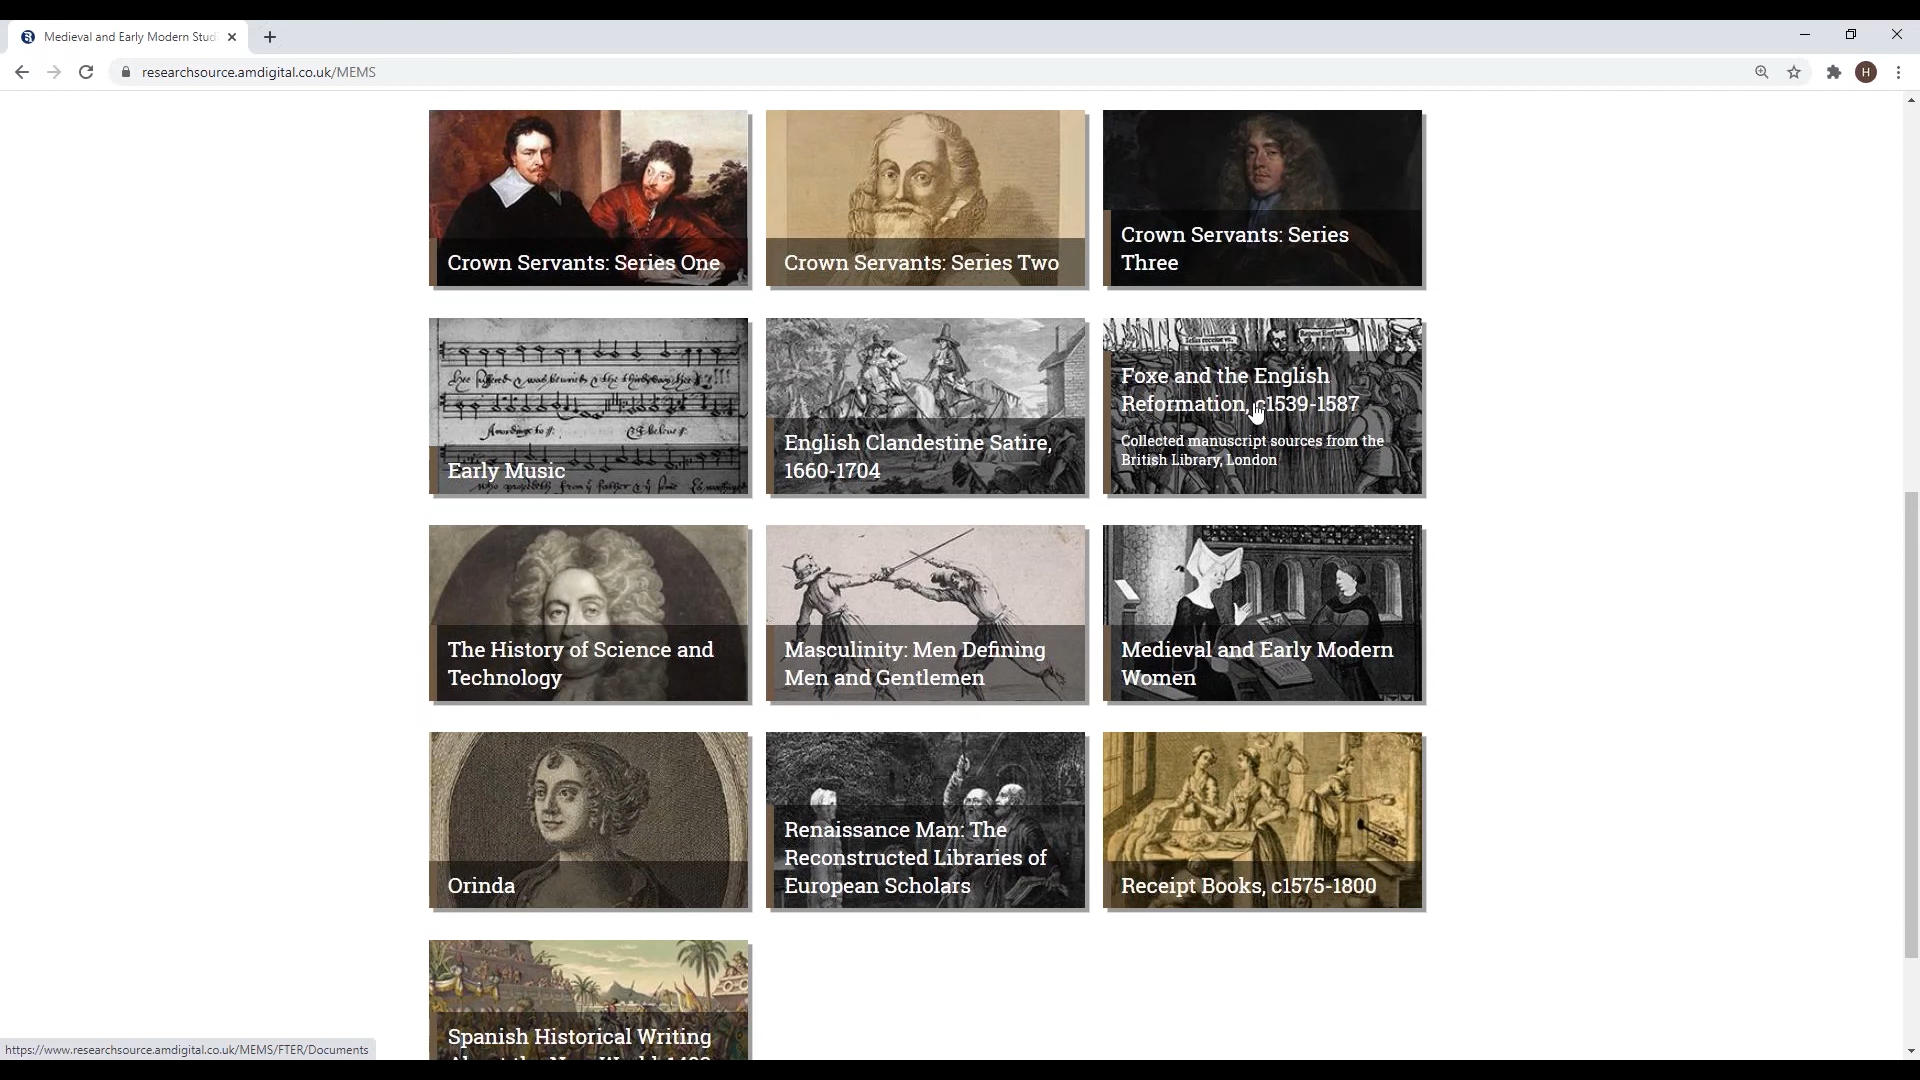 Medieval and Early Modern Stud
researchsource.amdigital.co.uk/MEMS
H
Crown Servants: Series One
Crown Servants: Series Two
Crown Servants: Series
Three
Early Music
English Clandestine Satire,
1660-1704
Foxe and the English
Reformation, c1539-1587
Collected manuscript sources from the
British Library, London
The History of Science and
Technology
Masculinity: Men Defining
Men and Gentlemen
Medieval and Early Modern
Women
Orinda
Renaissance Man: The
Reconstructed Libraries of
European Scholars
Receipt Books, c1575-1800
Spanish Historical Writing
https://www.researchsource.amdigital.co.uk/MEMS/FTER/Documents